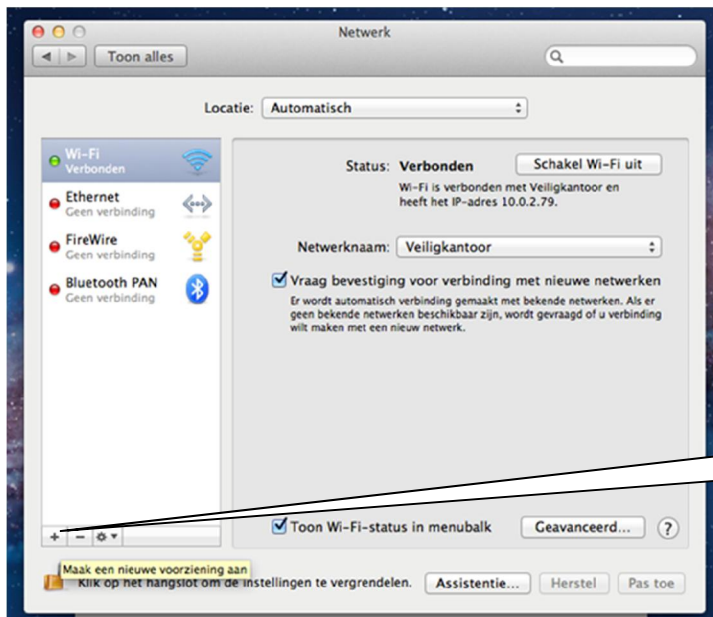 Netwerk
Toon alles
Locatie: Automatisch
Wi-Fi
Verbonden
Ethernet
Geen verbinding
FireWire
Geen verbinding
Bluetooth PAN
Geen verbinding
Status: Verbonden Schakel Wi-Fi uit
Wi-Fi is verbonden met Veiligkantoor en
heeft het IP-adres 10.0.2.79.
Netwerknaam: Veiligkantoor
Vraag bevestiging voor verbinding met nieuwe netwerken
Er wordt automatisch verbinding gemaakt met bekende netwerken. Als er
geen bekende netwerken beschikbaar zijn, wordt gevraagd of u verbinding
wilt maken met een nieuw netwerk.
+ −
Toon Wi-Fi-status in menubalk Geavanceerd... ?
Maak een nieuwe voorziening aan
Klik op het hangslot om de instellingen te vergrendelen. Assistentie... Herstel Pas toe